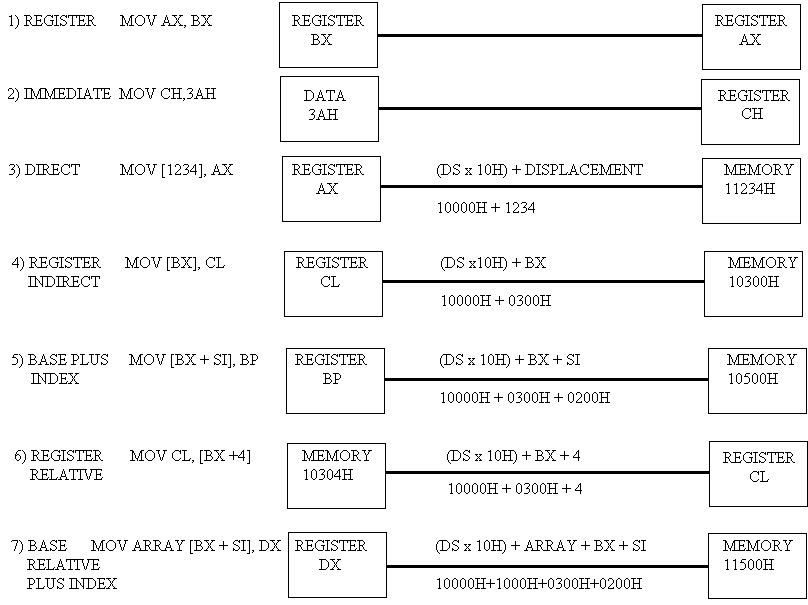 1) REGISTER MOV AX, BX REGISTER BX REGISTER AX
2) IMMEDIATE MOV CH,3AH DATA 3AH REGISTER CH
3) DIRECT MOV [1234], AX REGISTER AX (DS x 10H) + DISPLACEMENT MEMORY 11234H
10000H + 1234
4) REGISTER MOV [BX], CL REGISTER CL (DS x10H) + BX MEMORY 10300H
INDIRECT
10000H + 0300H
5) BASE PLUS MOV [BX + SI], BP REGISTER BP (DS x 10H) + BX + SI MEMORY 10500H
INDEX
10000H + 0300H + 0200H
6) REGISTER MOV CL, [BX +4] MEMORY 10304H (DS x 10H) + BX + 4 REGISTER CL
RELATIVE
10000H + 0300H + 4
7) BASE MOV ARRAY [BX + SI], DX REGISTER DX (DS x 10H) + ARRAY + BX + SI MEMORY 11500H
RELATIVE
PLUS INDEX
10000H+1000H+0300H+0200H